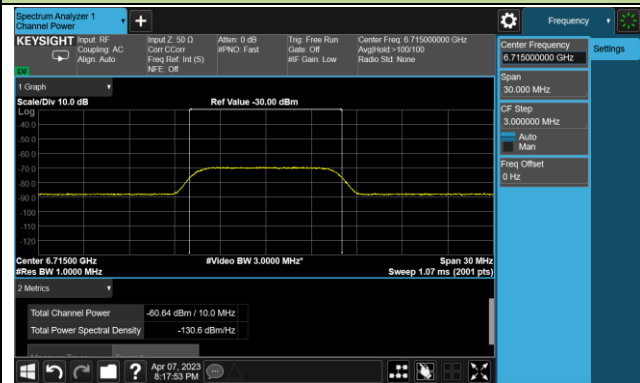 Spectrum Analyzer 1
Channel Power
+
Frequency
KEYSIGHT
Input: RF
Coupling: AC
Align: Auto
Input Z: 50 Ω
Corr CCorr
Freq Ref: Int (S)
NFE: Off
Atten: 0 dB
#PNO: Fast
Trig: Free Run
Gate: Off
#IF Gain: Low
Center Freq: 6.715000000 GHz
Avg|Hold:>100/100
Radio Std: None
LXI
Center Frequency
6.715000000 GHz
Settings
Span
30.000 MHz
CF Step
3.000000 MHz
Auto
Man
Freq Offset
0 Hz
1 Graph
Scale/Div 10.0 dB
Ref Value -30.00 dBm
Log
-40.0
-50.0
-60.0
-70.0
-80.0
-90.0
-100
-110
-120
Center 6.71500 GHz
#Video BW 3.0000 MHz*
Span 30 MHz
#Res BW 1.0000 MHz
Sweep 1.07 ms (2001 pts)
2 Metrics
Total Channel Power -60.64 dBm / 10.0 MHz
Total Power Spectral Density -130.6 dBm/Hz
?
Apr 07, 2023
8:17:53 PM